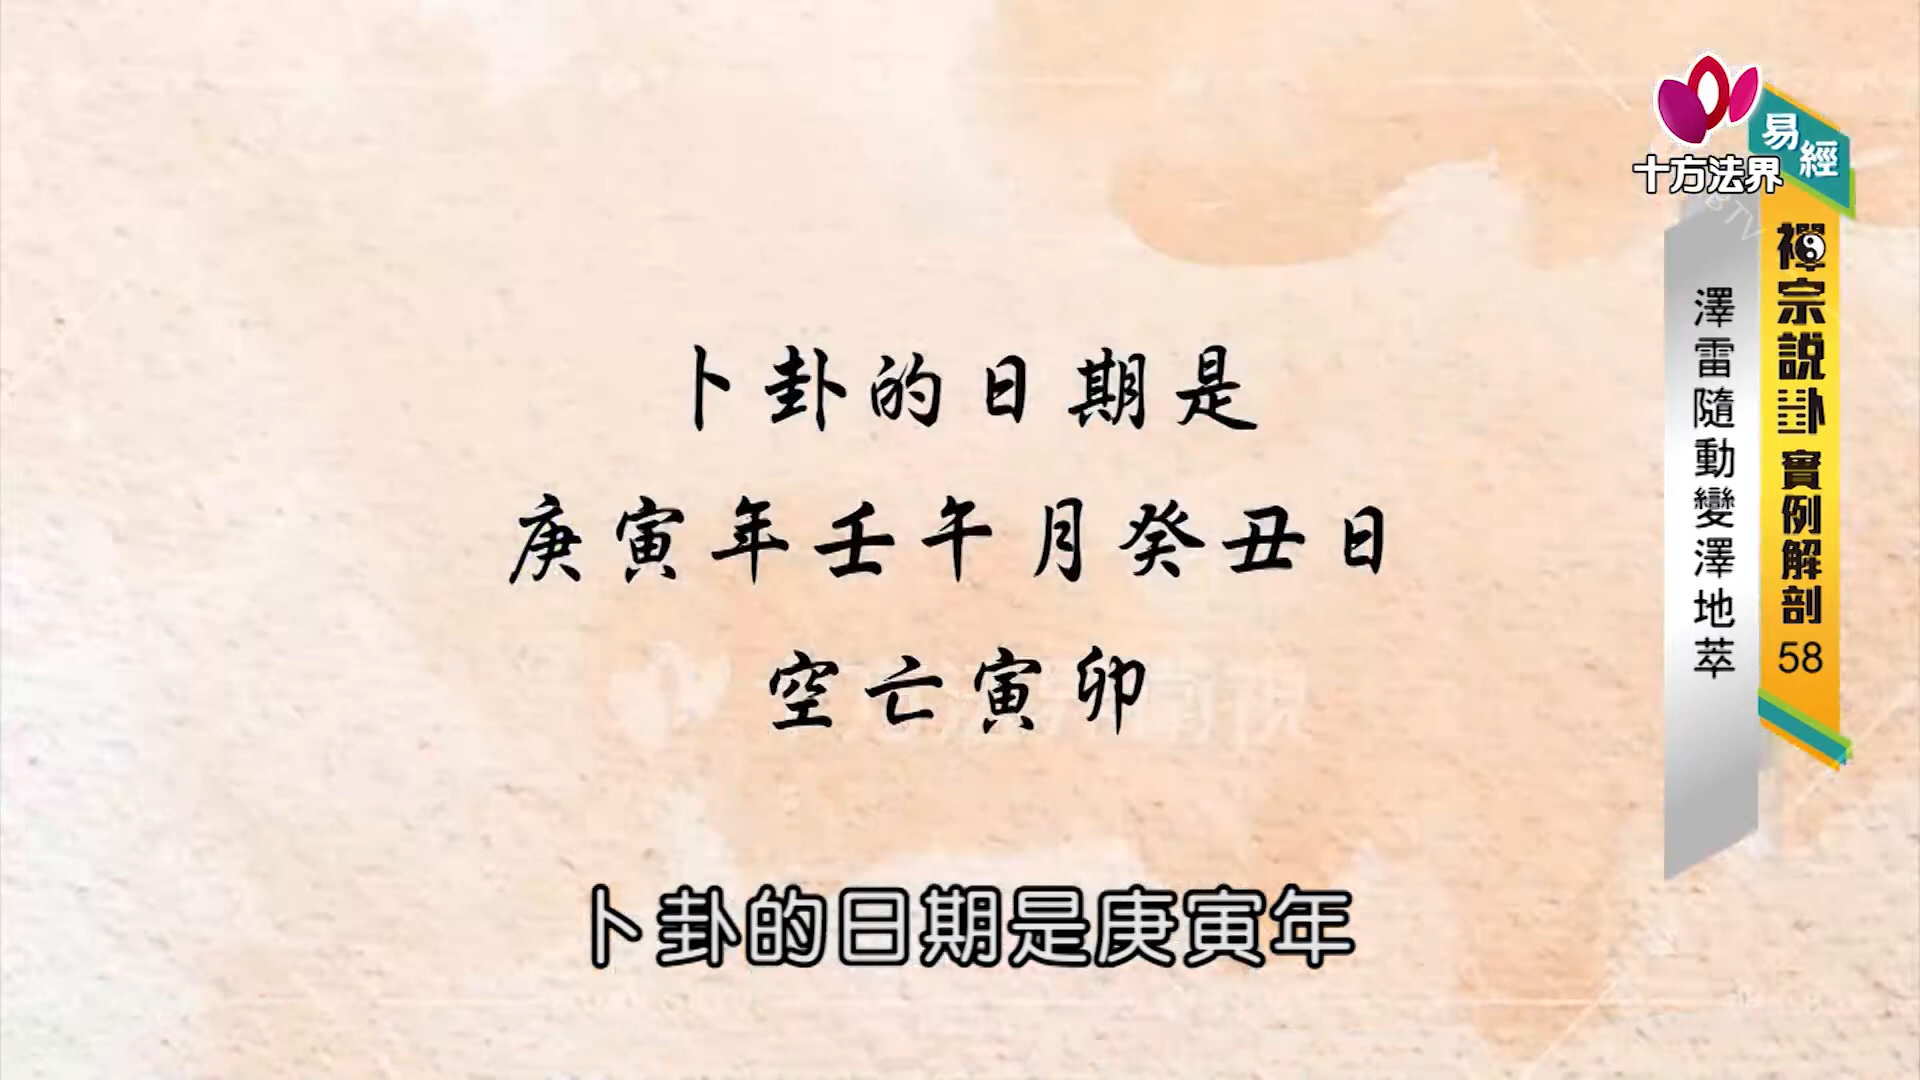 卜卦的日期是
庚寅年壬午月癸丑日
空亡寅卯
卜卦的日期是庚寅年
十方法界
易經
禪宗說卦 實例解剖 58
澤雷隨動變澤地萃